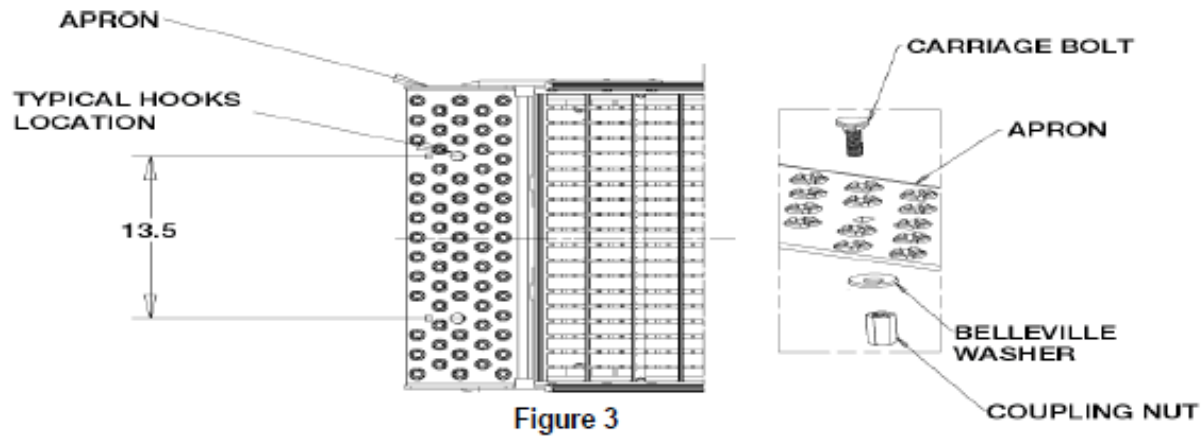 APRON
TYPICAL HOOKS
LOCATION
13.5
CARRIAGE BOLT
APRON
BELLEVILLE
WASHER
COUPLING NUT
Figure 3